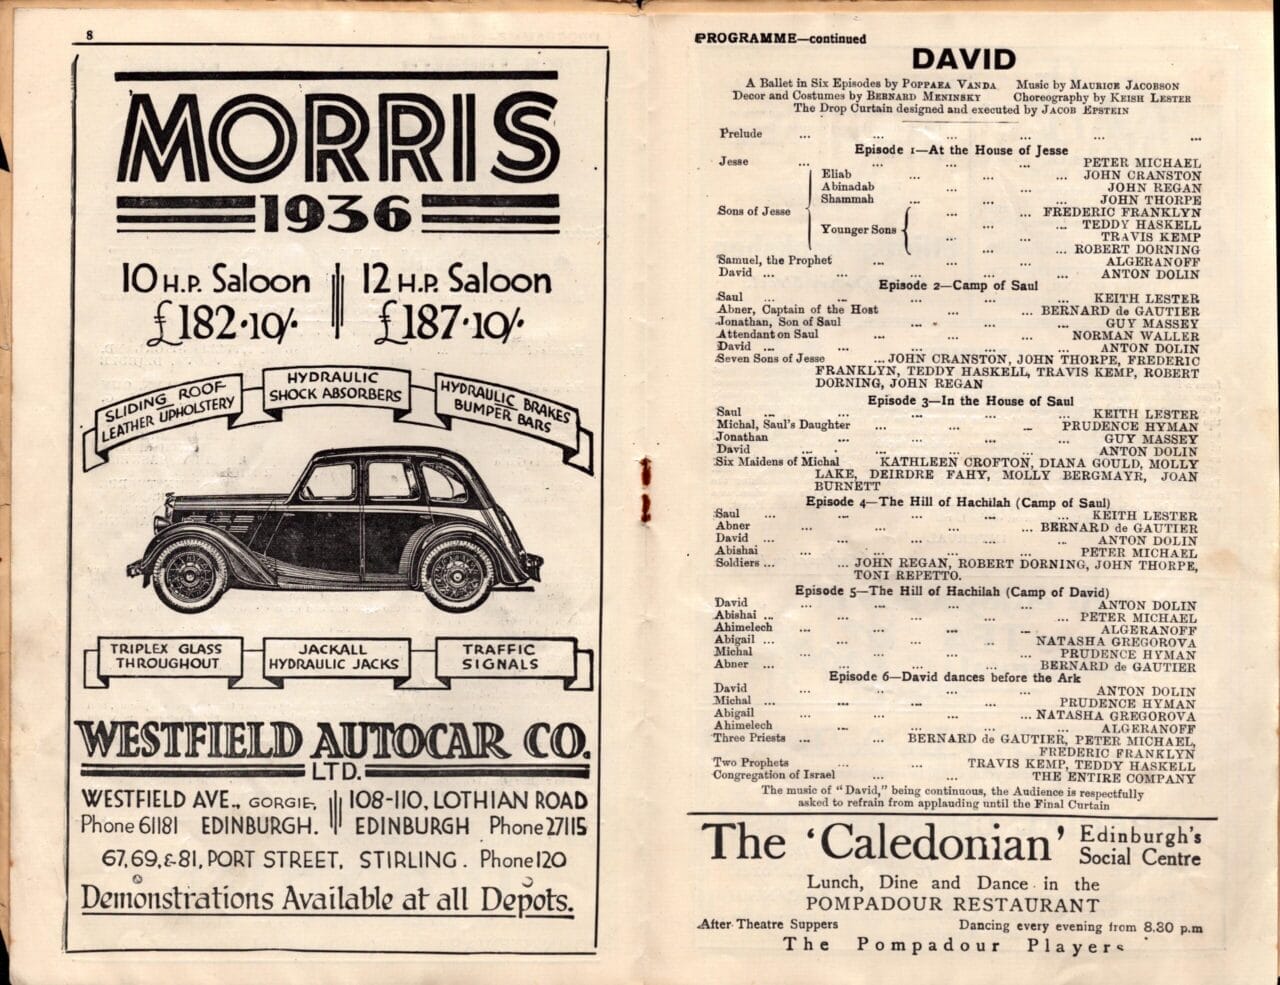 8
MORRIS
1936
10 H.P. Saloon
£182·10/-
12 H.P. Saloon
£187·10/-
SLIDING ROOF
LEATHER UPHOLSTERY
HYDRAULIC
SHOCK ABSORBERS
HYDRAULIC BRAKES
BUMPER BARS
TRIPLEX GLASS
THROUGHOUT
JACKALL
HYDRAULIC JACKS
TRAFFIC
SIGNALS
WESTFIELD AUTOCAR CO.
LTD.
WESTFIELD AVE., GORGIE,
Phone 61181 EDINBURGH.
108-110, LOTHIAN ROAD
EDINBURGH Phone 27115
67, 69, & 81, PORT STREET, STIRLING. Phone 120
Demonstrations Available at all Depots.
PROGRAMME—continued
DAVID
A Ballet in Six Episodes by POPPAEA VANDA Music by MAURICE JACOBSON
Decor and Costumes by BERNARD MENINSKY Choreography by KEISH LESTER
The Drop Curtain designed and executed by JACOB EPSTEIN
Prelude ... ... ... ... ... ...
Episode 1—At the House of Jesse
Jesse ... ... ... ... PETER MICHAEL
Sons of Jesse
Eliab ... ... ... JOHN CRANSTON
Abinadab ... ... JOHN REGAN
Shammah ... ... ... JOHN THORPE
Younger Sons
... ... FREDERIC FRANKLYN
... ... TEDDY HASKELL
... ... TRAVIS KEMP
... ... ROBERT DORNING
Samuel, the Prophet ... ... ... ALGERANOFF
David ... ... ... ... ... ANTON DOLIN
Episode 2—Camp of Saul
Saul ... ... ... ... ... KEITH LESTER
Abner, Captain of the Host ... ... BERNARD de GAUTIER
Jonathan, Son of Saul ... ... ... GUY MASSEY
Attendant on Saul ... ... ... NORMAN WALLER
David ... ... ... ... ... ANTON DOLIN
Seven Sons of Jesse ... JOHN CRANSTON, JOHN THORPE, FREDERIC
FRANKLYN, TEDDY HASKELL, TRAVIS KEMP, ROBERT
DORNING, JOHN REGAN
Episode 3—In the House of Saul
Saul ... ... ... ... ... KEITH LESTER
Michal, Saul's Daughter ... ... ... PRUDENCE HYMAN
Jonathan ... ... ... GUY MASSEY
David ... ... ... ... ... ANTON DOLIN
Six Maidens of Michal KATHLEEN CROFTON, DIANA GOULD, MOLLY
LAKE, DEIRDRE FAHY, MOLLY BERGMAYR, JOAN
BURNETT
Episode 4—The Hill of Hachilah (Camp of Saul)
Saul ... ... ... ... ... KEITH LESTER
Abner ... ... ... ... ... BERNARD de GAUTIER
David ... ... ... ... ... ANTON DOLIN
Abishai ... ... ... ... ... PETER MICHAEL
Soldiers ... ... JOHN REGAN, ROBERT DORNING, JOHN THORPE,
TONI REPETTO.
Episode 5—The Hill of Hachilah (Camp of David)
David ... ... ... ... ANTON DOLIN
Abishai ... ... ... ... ... PETER MICHAEL
Ahimelech ... ... ... ... ALGERANOFF
Abigail ... ... ... ... ... NATASHA GREGOROVA
Michal ... ... ... ... PRUDENCE HYMAN
Abner ... ... ... ... ... BERNARD de GAUTIER
Episode 6—David dances before the Ark
David ... ... ... ... ANTON DOLIN
Michal ... ... ... ... ... PRUDENCE HYMAN
Abigail ... ... ... ... NATASHA GREGOROVA
Ahimelech ... ... ... ... ALGERANOFF
Three Priests ... ... BERNARD de GAUTIER, PETER MICHAEL,
FREDERIC FRANKLYN
Two Prophets ... ... TRAVIS KEMP, TEDDY HASKELL
Congregation of Israel ... ... THE ENTIRE COMPANY
The music of "David," being continuous, the Audience is respectfully
asked to refrain from applauding until the Final Curtain
The 'Caledonian' Edinburgh's
Social Centre
Lunch, Dine and Dance in the
POMPADOUR RESTAURANT
After Theatre Suppers Dancing every evening from 8.30 p.m
The Pompadour Players